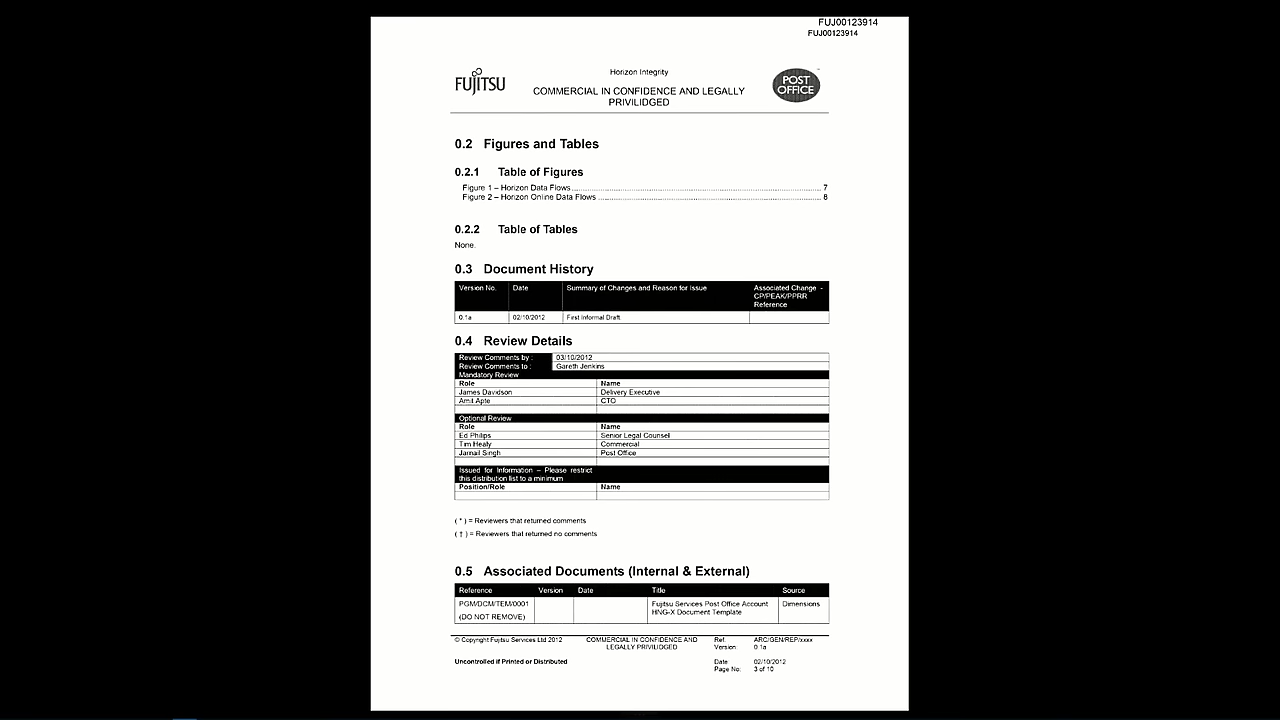 FUJ00123914
FUJ00123914
FUJITSU
Horizon Integrity
COMMERCIAL IN CONFIDENCE AND LEGALLY
PRIVILIDGED
POST
OFFICE
0.2 Figures and Tables
0.2.1 Table of Figures
Figure 1 – Horizon Data Flows 7
Figure 2 – Horizon Online Data Flows 8
0.2.2 Table of Tables
None.
0.3 Document History
Version No. Date Summary of Changes and Reason for Issue Associated Change -
CP/PEAK/PPRR
Reference
0.1a 02/10/2012 First Informal Draft
0.4 Review Details
Review Comments by : 03/10/2012
Review Comments to : Gareth Jenkins
Mandatory Review
Role Name
James Davidson Delivery Executive
Amit Apte CTO
Optional Review
Role Name
Ed Philips Senior Legal Counsel
Tim Healy Commercial
Jarnail Singh Post Office
Issued for Information – Please restrict
this distribution list to a minimum
Position/Role Name
( * ) = Reviewers that returned comments
( † ) = Reviewers that returned no comments
0.5 Associated Documents (Internal & External)
Reference Version Date Title Source
PGM/DCM/TEM/0001 Fujitsu Services Post Office Account Dimensions
HNG-X Document Template
(DO NOT REMOVE)
© Copyright Fujitsu Services Ltd 2012 COMMERCIAL IN CONFIDENCE AND Ref: ARC/GEN/REP/xxxx
LEGALLY PRIVILIDGED Version: 0.1a
Uncontrolled if Printed or Distributed Date: 02/10/2012
Page No: 3 of 10